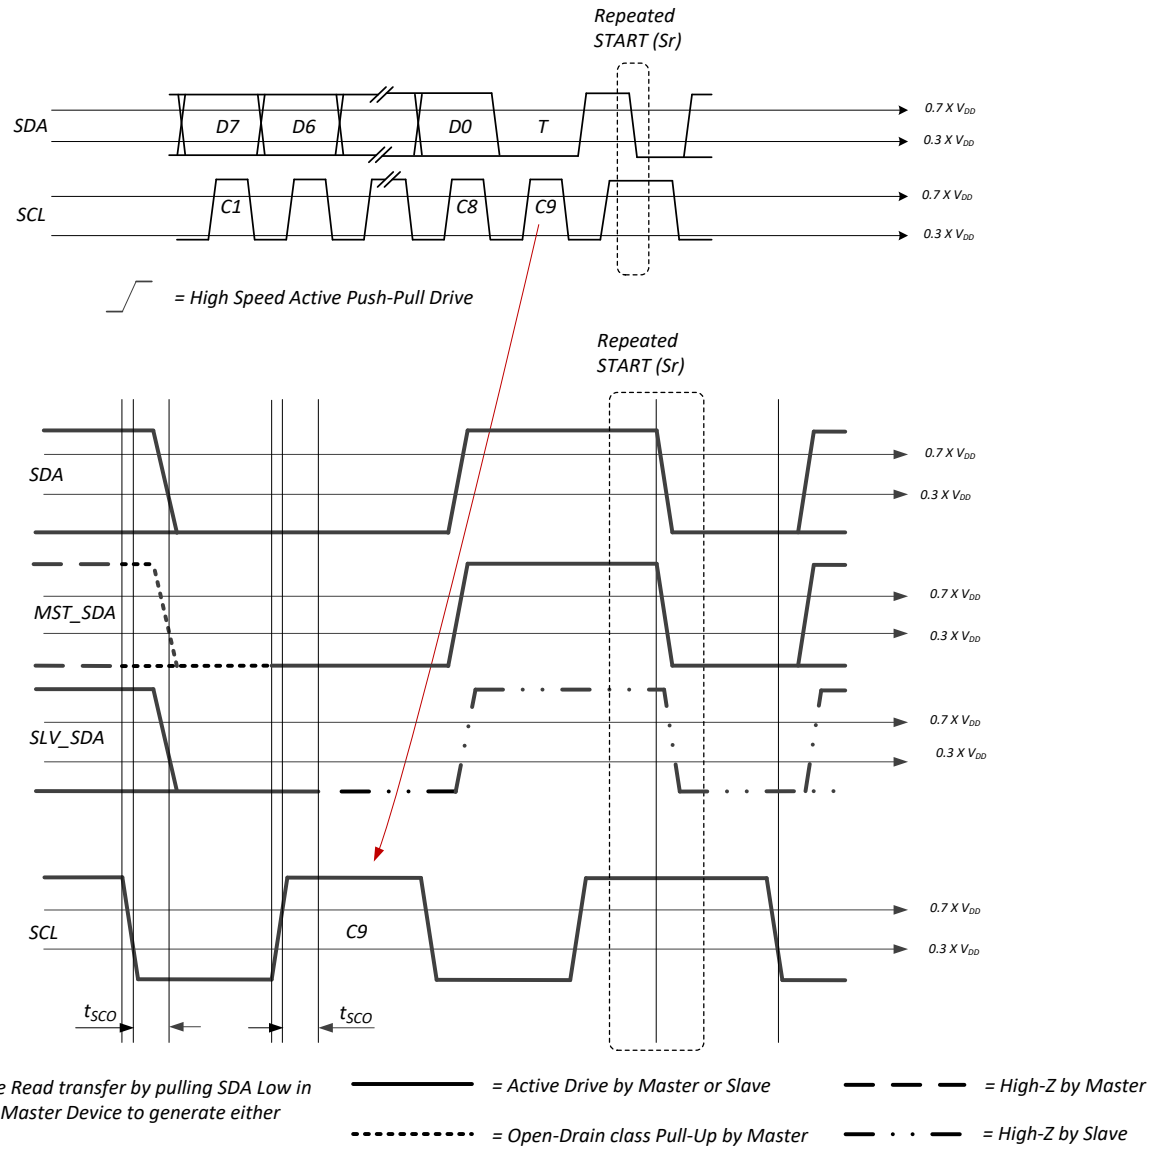 Repeated
START (Sr)
0.7 X VDD
SDA
D7
D6
D0
T
0.3 X VDD
0.7 X VDD
SCL
C1
C8
C9
0.3 X VDD
= High Speed Active Push-Pull Drive
Repeated
START (Sr)
0.7 X VDD
SDA
0.3 X VDD
0.7 X VDD
MST_SDA
0.3 X VDD
0.7 X VDD
SLV_SDA
0.3 X VDD
0.7 X VDD
SCL
C9
0.3 X VDD
tSCO
tSCO
e Read transfer by pulling SDA Low in
Master Device to generate either
= Active Drive by Master or Slave
= High-Z by Master
= Open-Drain class Pull-Up by Master
= High-Z by Slave